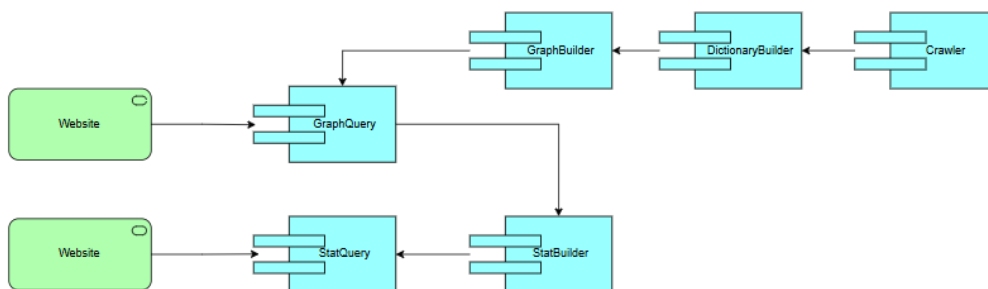 GraphBuilder
DictionaryBuilder
Crawler
Website
GraphQuery
Website
StatQuery
StatBuilder